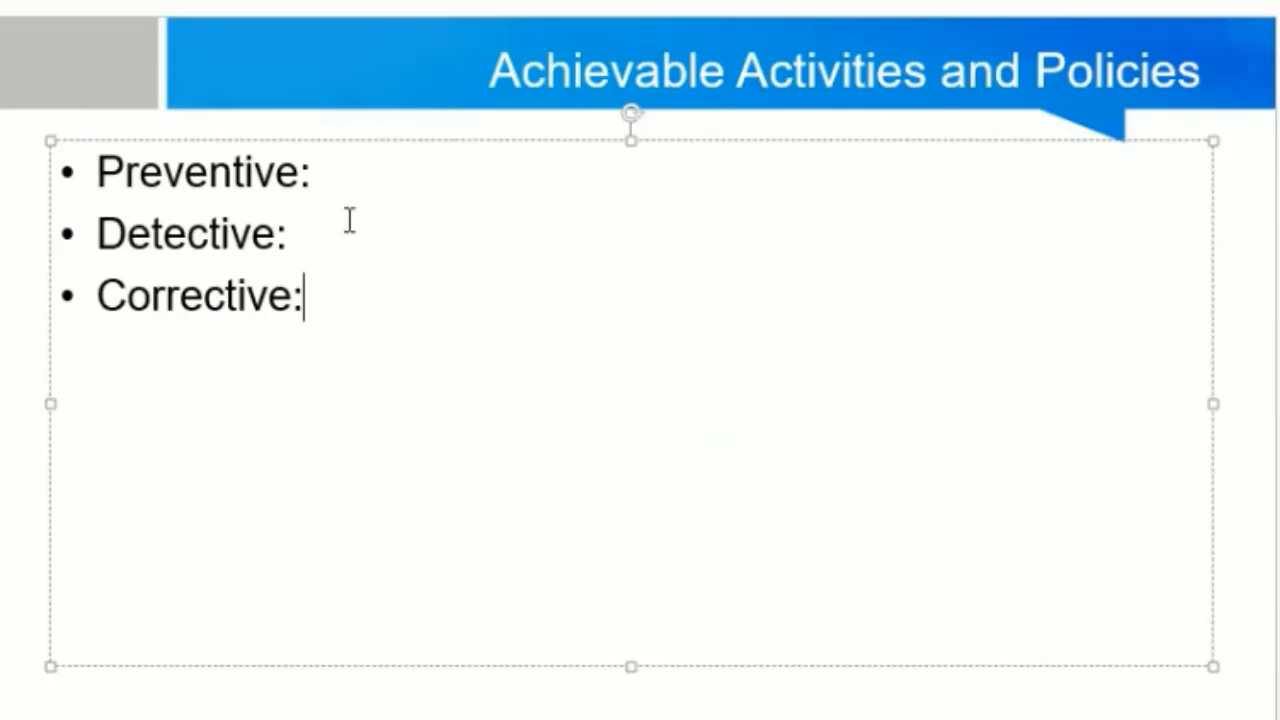 Achievable Activities and Policies
• Preventive:
• Detective:
• Corrective: